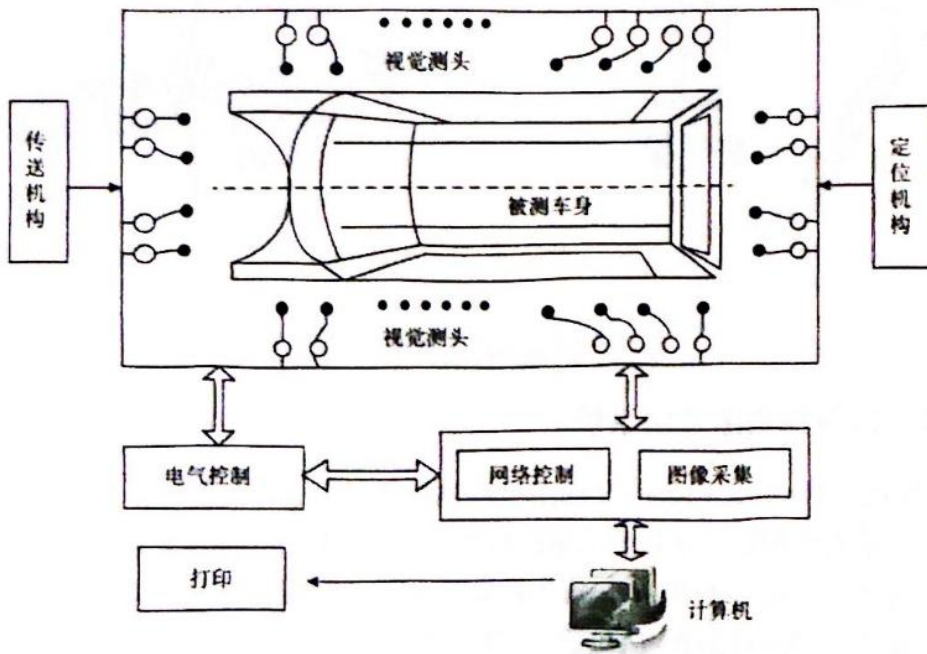 视觉测头
传送机构
定位机构
被测车身
视觉测头
电气控制
网络控制
图像采集
打印
计算机